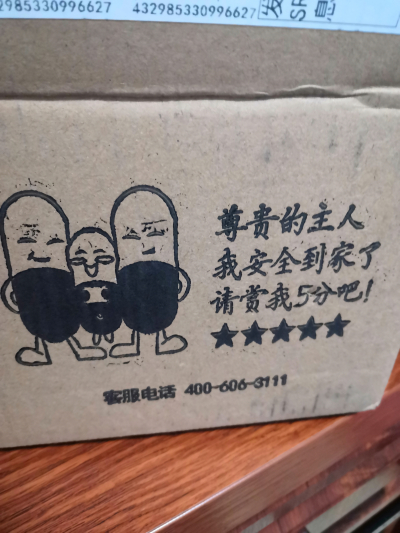 432985330996627
尊贵的主人
我安全到家了
请赏我5分吧!
★★★★★
客服电话 400-606-3111